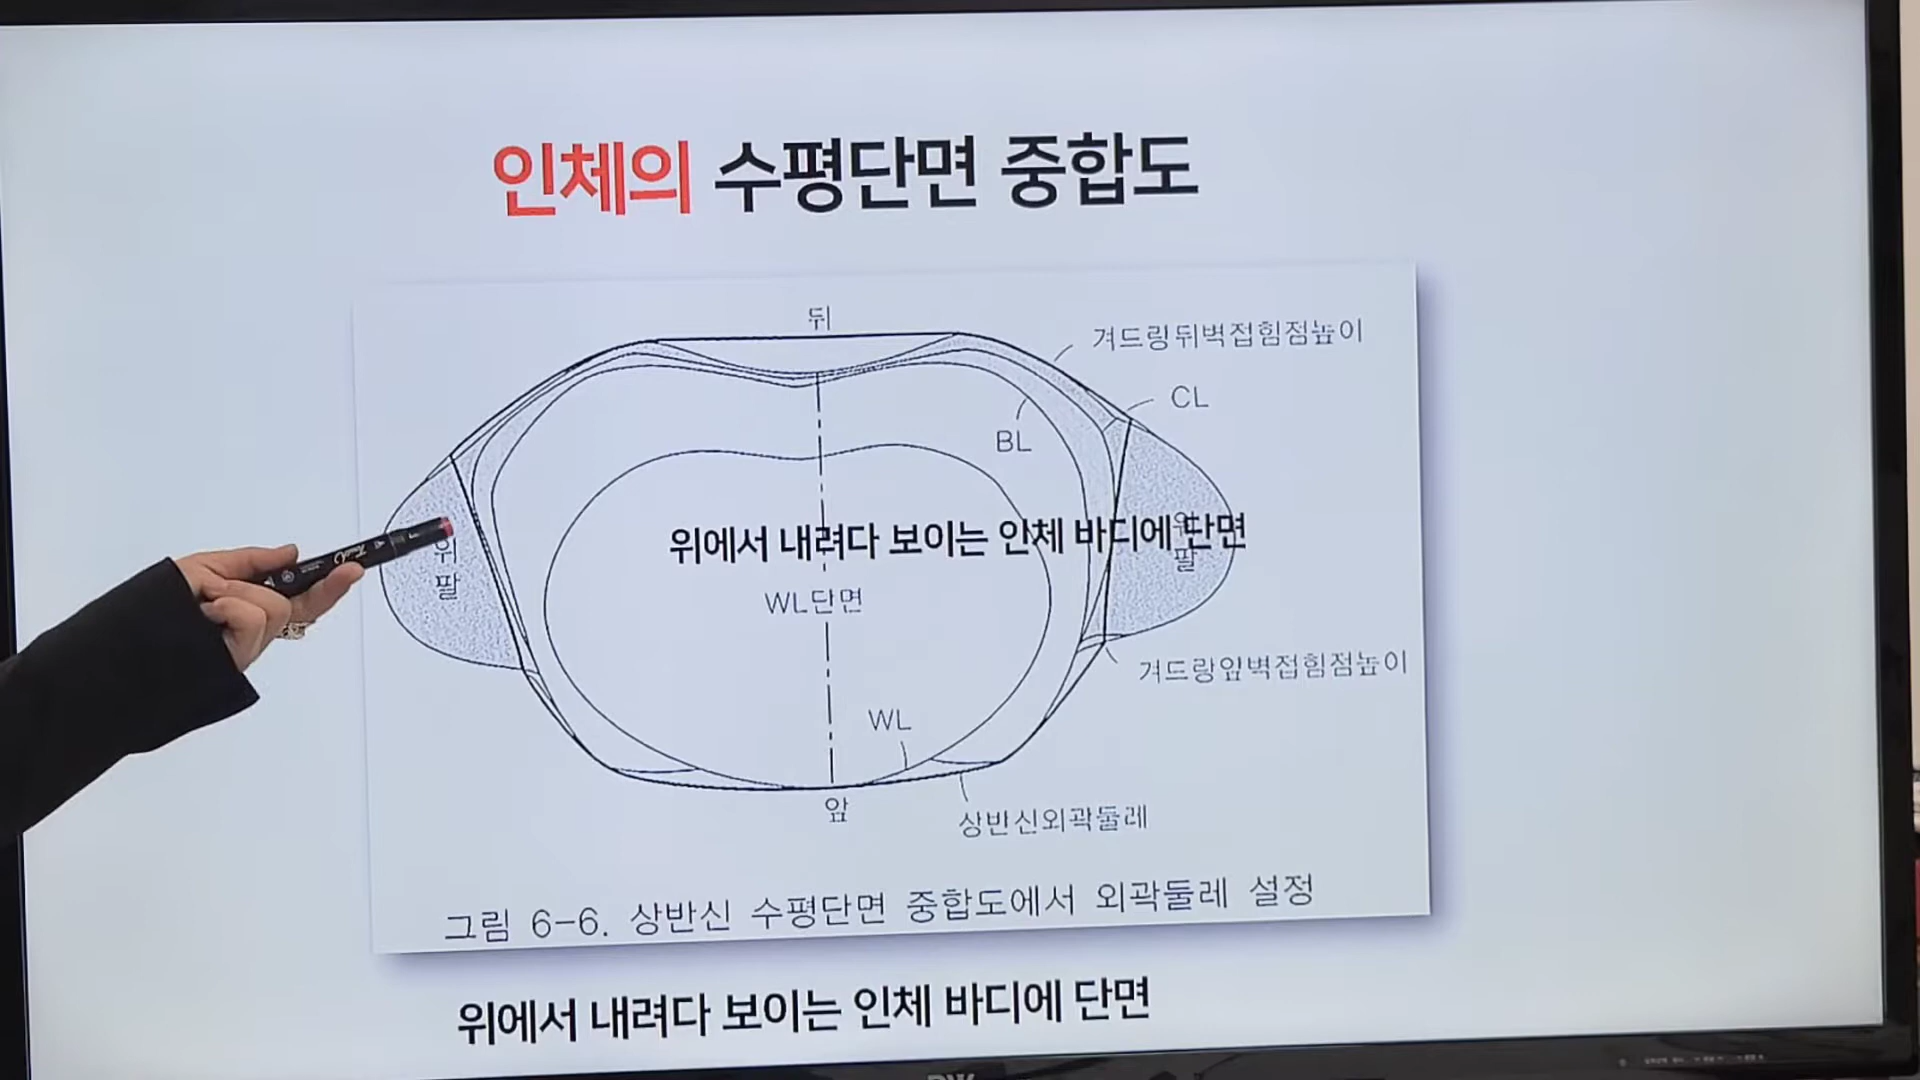 인체의 수평단면 중합도
뒤
겨드링뒤벽접힘점높이
CL
BL
위에서 내려다 보이는 인체 바디에 단면
위
팔
위
팔
WL단면
겨드랑앞벽접힘점높이
WL
앞
상반신외곽둘레
그림 6-6. 상반신 수평단면 중합도에서 외곽둘레 설정
위에서 내려다 보이는 인체 바디에 단면